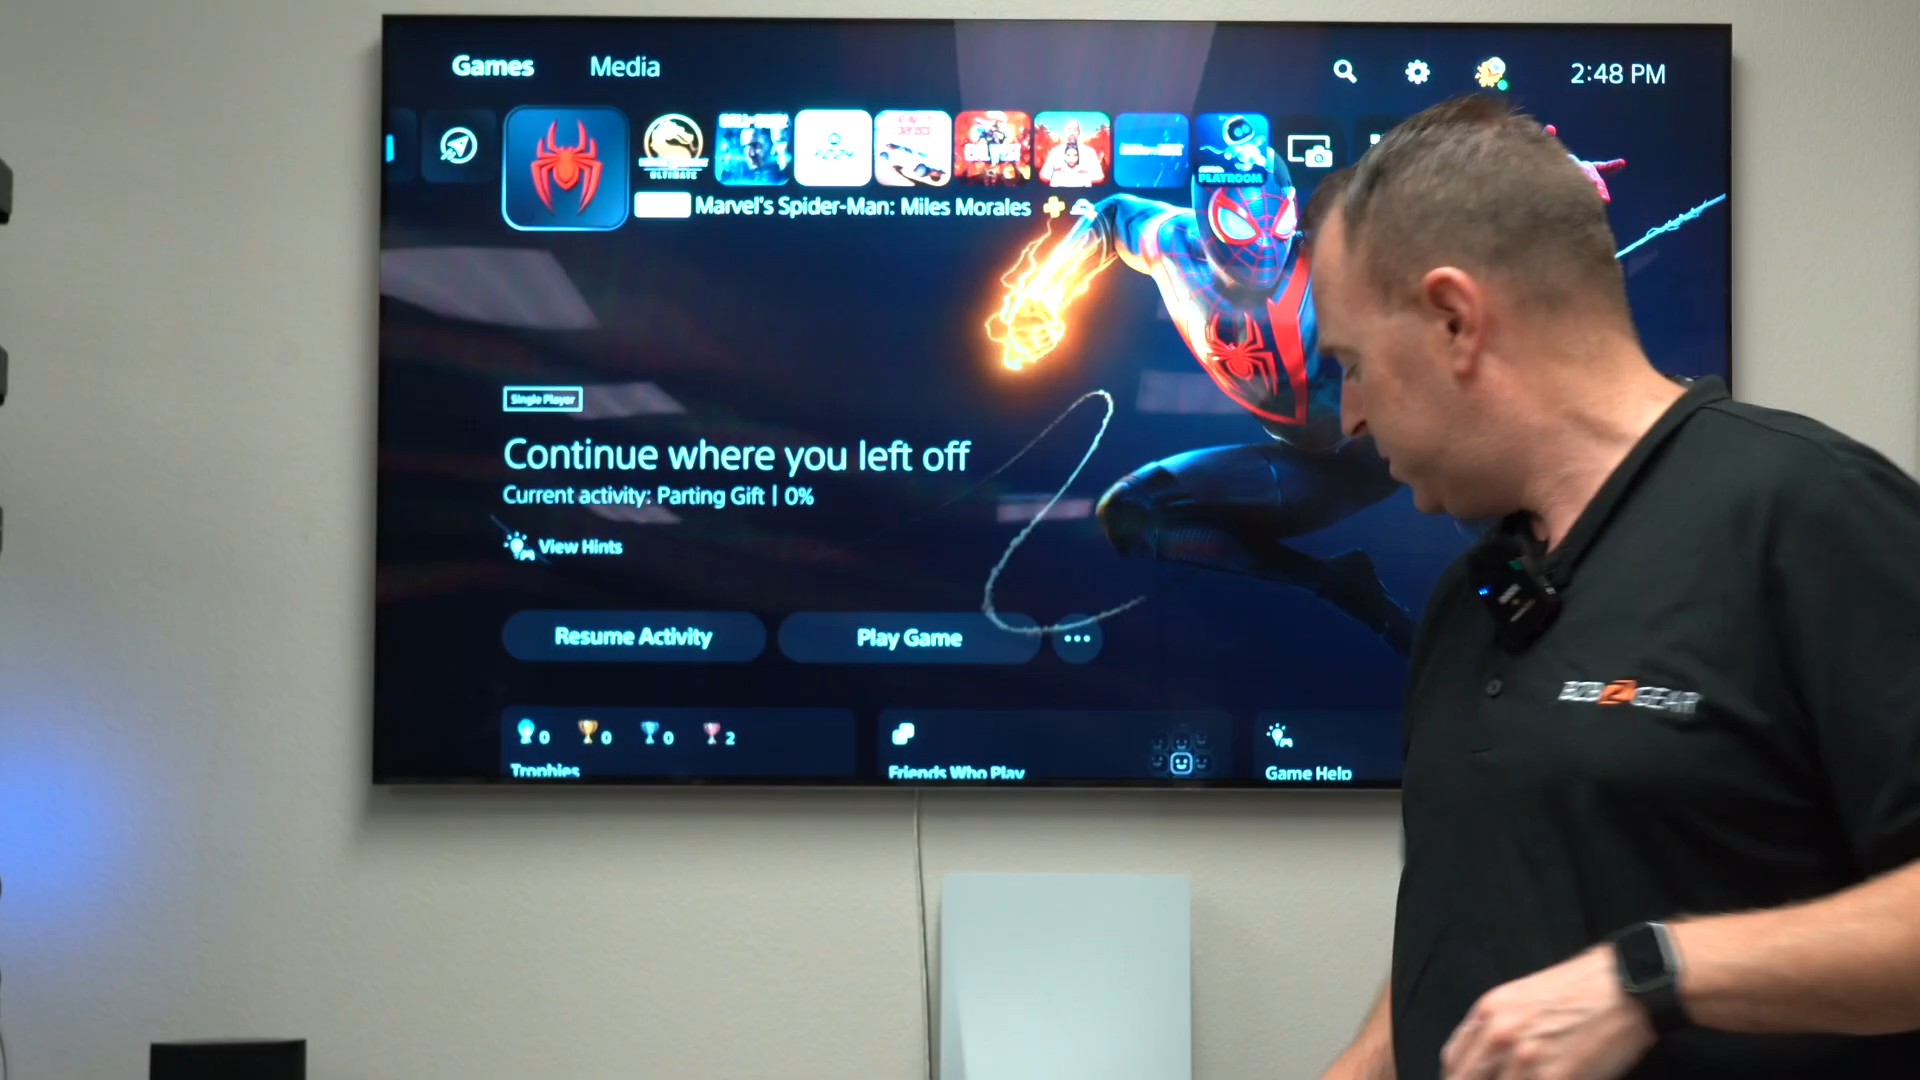 Games Media 2:48 PM
ULTIMATE
PLAYROOM
Marvel's Spider-Man: Miles Morales
Single Player
Continue where you left off
Current activity: Parting Gift | 0%
View Hints
Resume Activity Play Game •••
0 0 0 2
Trophies Friends Who Play Game Help
GEAR